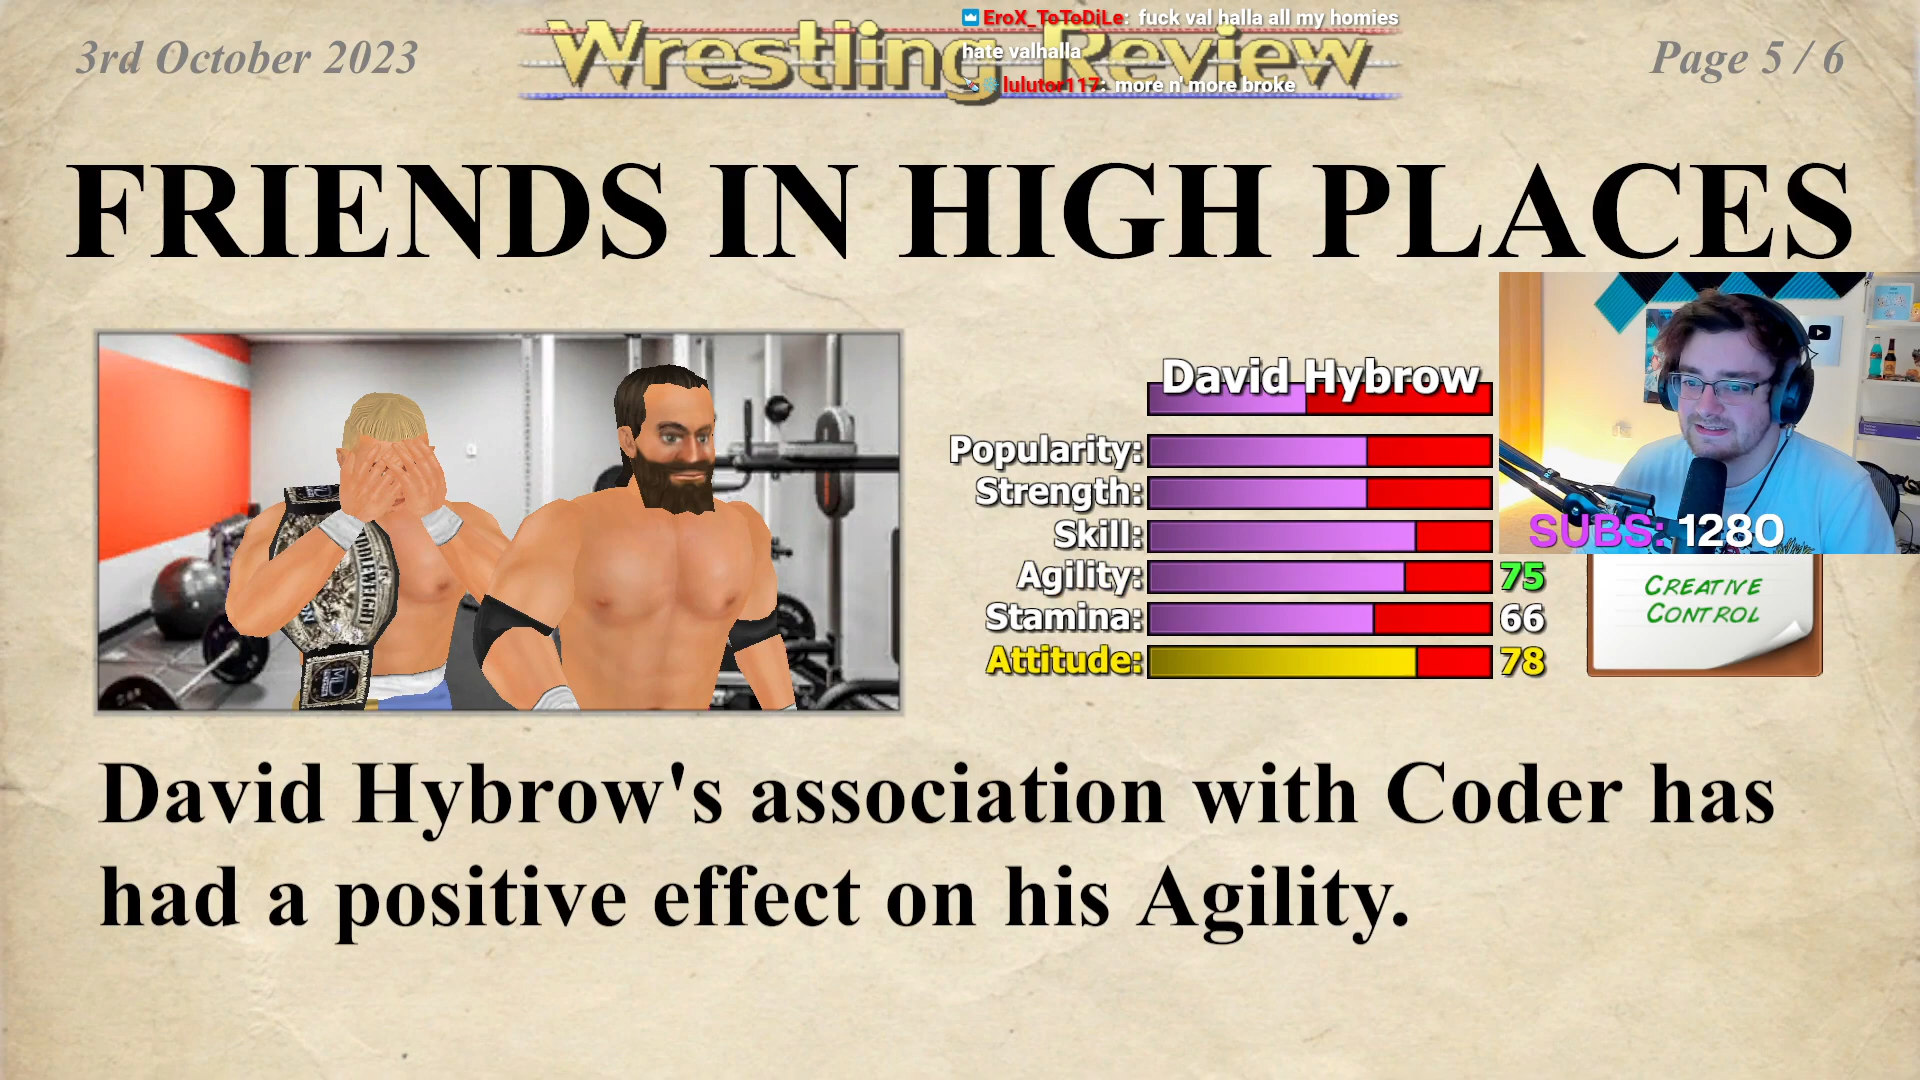 3rd October 2023
Wrestling Review
Page 5 / 6
EroX_ToToDiLe: fuck val halla all my homies
hate valhalla
lulutor117: more n' more broke
FRIENDS IN HIGH PLACES
David Hybrow
Popularity:
Strength:
Skill:
Agility: 75
Stamina: 66
Attitude: 78
SUBS: 1280
CREATIVE
CONTROL
David Hybrow's association with Coder has
had a positive effect on his Agility.